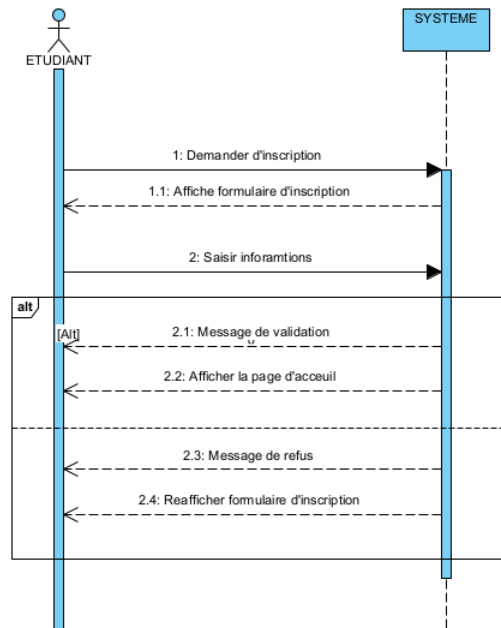 SYSTEME
ETUDIANT
1: Demander d'inscription
1.1: Affiche formulaire d'inscription
2: Saisir inforamtions
alt
[Alt]
2.1: Message de validation
2.2: Afficher la page d'acceuil
2.3: Message de refus
2.4: Reafficher formulaire d'inscription